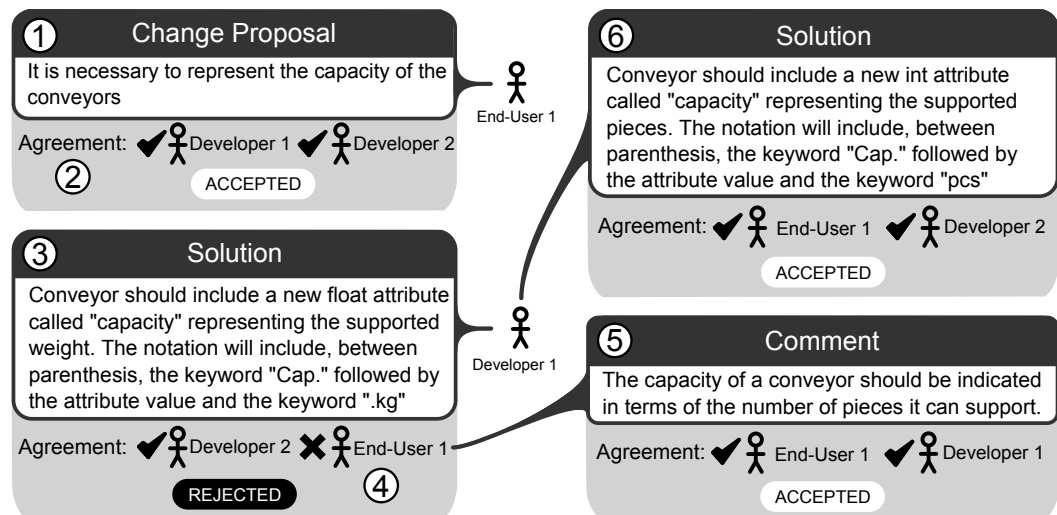 1
Change Proposal
It is necessary to represent the capacity of the
conveyors
End-User 1
Agreement: Developer 1 Developer 2
2
ACCEPTED
3
Solution
Conveyor should include a new float attribute
called "capacity" representing the supported
weight. The notation will include, between
parenthesis, the keyword "Cap." followed by
the attribute value and the keyword ".kg"
Developer 1
Agreement: Developer 2 End-User 1
4
REJECTED
6
Solution
Conveyor should include a new int attribute
called "capacity" representing the supported
pieces. The notation will include, between
parenthesis, the keyword "Cap." followed by
the attribute value and the keyword "pcs"
Agreement: End-User 1 Developer 2
ACCEPTED
5
Comment
The capacity of a conveyor should be indicated
in terms of the number of pieces it can support.
Agreement: End-User 1 Developer 1
ACCEPTED